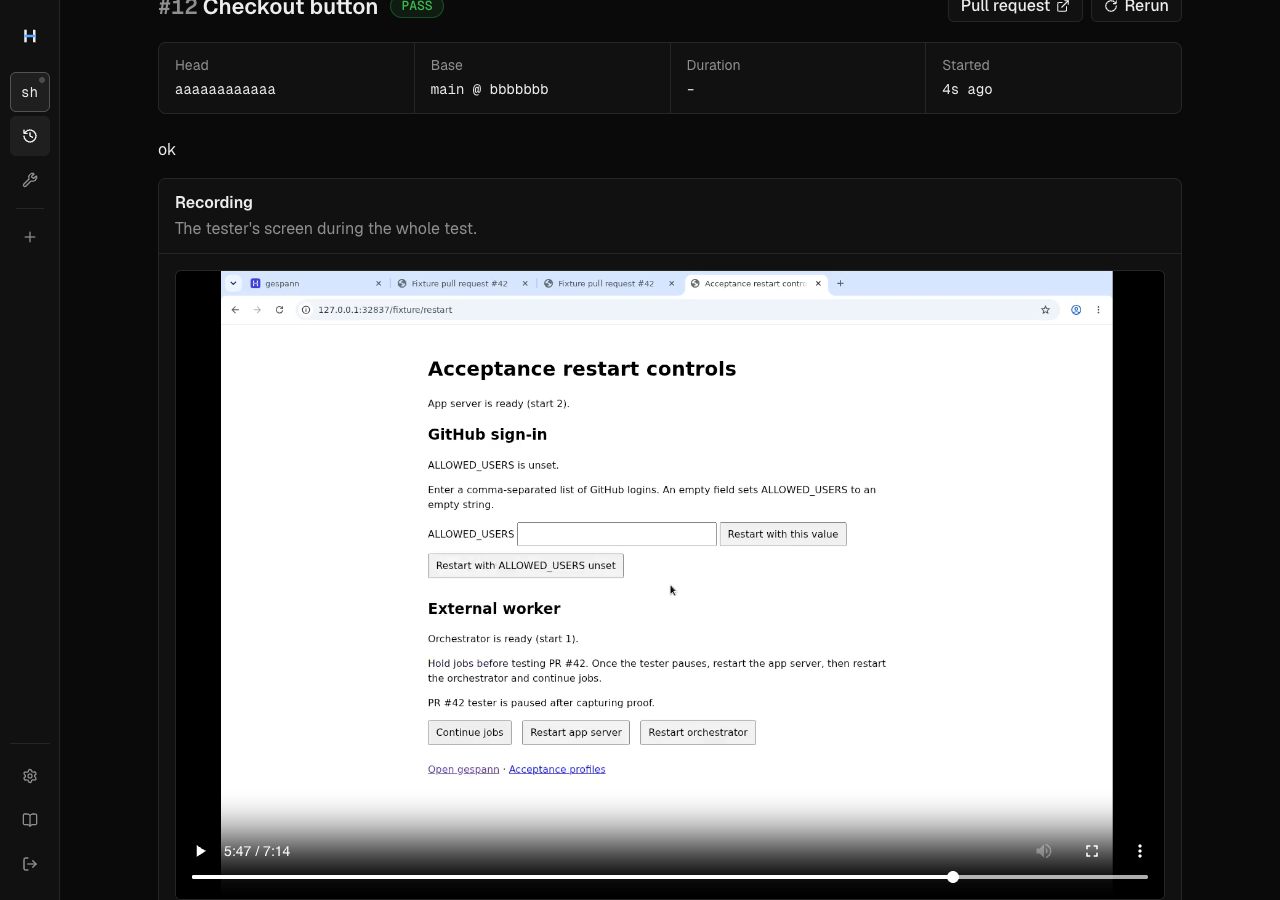 #12 Checkout button PASS Pull request Rerun
H
sh
Head Base Duration Started
aaaaaaaaaaaa main @ bbbbbbb – 4s ago
ok
Recording
The tester's screen during the whole test.
gespann Fixture pull request #42 Fixture pull request #42 Acceptance restart contro
127.0.0.1:32837/fixture/restart
Acceptance restart controls
App server is ready (start 2).
GitHub sign-in
ALLOWED_USERS is unset.
Enter a comma-separated list of GitHub logins. An empty field sets ALLOWED_USERS to an
empty string.
ALLOWED_USERS Restart with this value
Restart with ALLOWED_USERS unset
External worker
Orchestrator is ready (start 1).
Hold jobs before testing PR #42. Once the tester pauses, restart the app server, then restart
the orchestrator and continue jobs.
PR #42 tester is paused after capturing proof.
Continue jobs Restart app server Restart orchestrator
Open gespann · Acceptance profiles
5:47 / 7:14